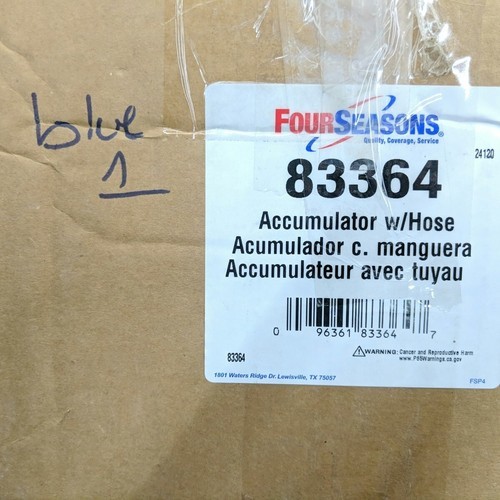 blue
1
FOURSEASONS®
Quality, Coverage, Service
24120
83364
Accumulator w/Hose
Acumulador c. manguera
Accumulateur avec tuyau
0 96361 83364 7
83364
WARNING: Cancer and Reproductive Harm
www.P65Warnings.ca.gov
1801 Waters Ridge Dr. Lewisville, TX 75057
FSP4